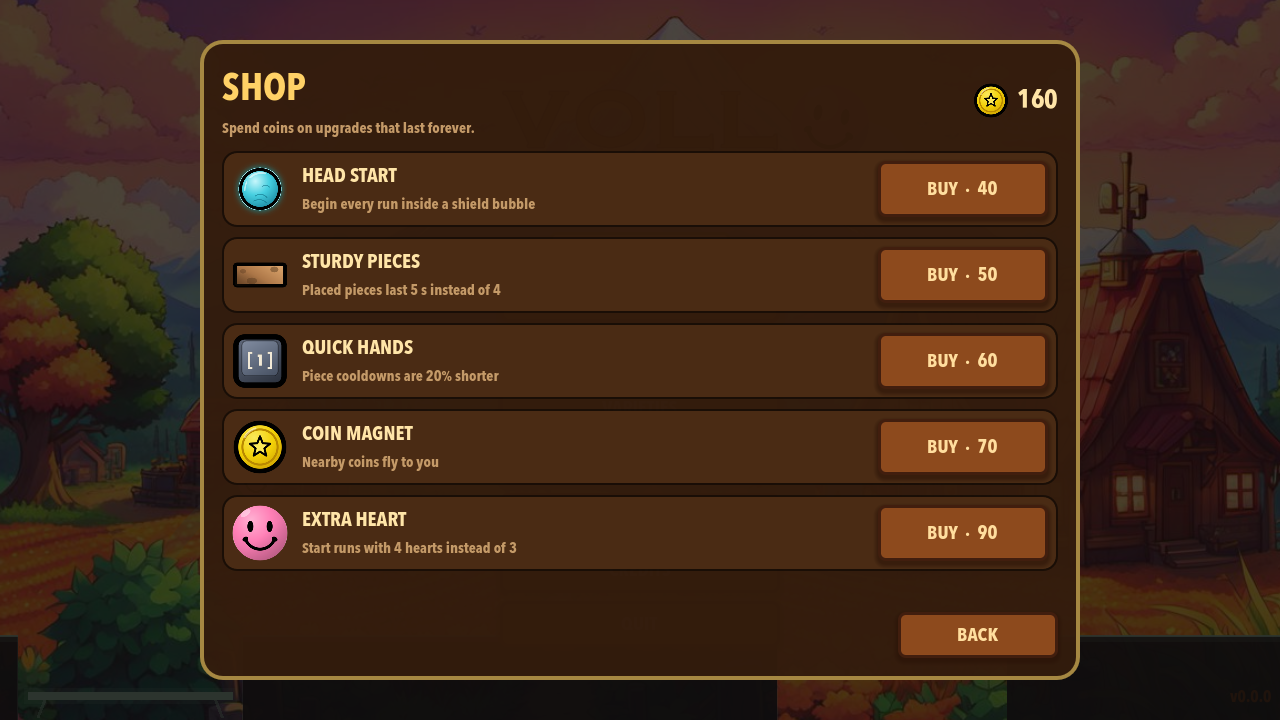 SHOP
160
Spend coins on upgrades that last forever.
HEAD START
Begin every run inside a shield bubble
BUY · 40
STURDY PIECES
Placed pieces last 5 s instead of 4
BUY · 50
[1]
QUICK HANDS
Piece cooldowns are 20% shorter
BUY · 60
COIN MAGNET
Nearby coins fly to you
BUY · 70
EXTRA HEART
Start runs with 4 hearts instead of 3
BUY · 90
BACK
v0.0.0